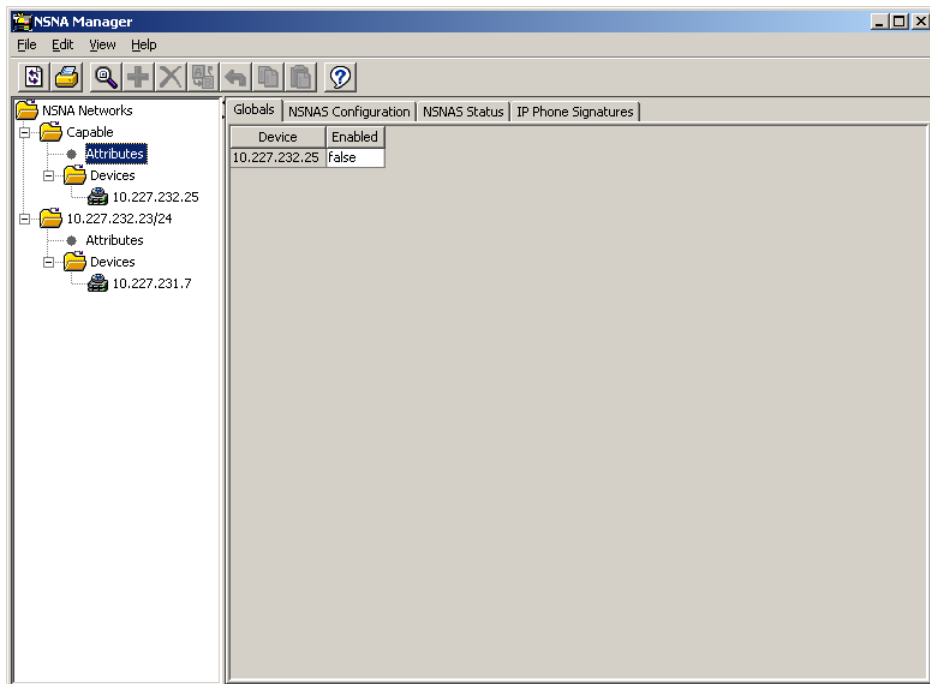 NSNA Manager
File Edit View Help
NSNA Networks
Capable
Attributes
Devices
10.227.232.25
10.227.232.23/24
Attributes
Devices
10.227.231.7
Globals NSNAS Configuration NSNAS Status IP Phone Signatures
Device Enabled
10.227.232.25 false